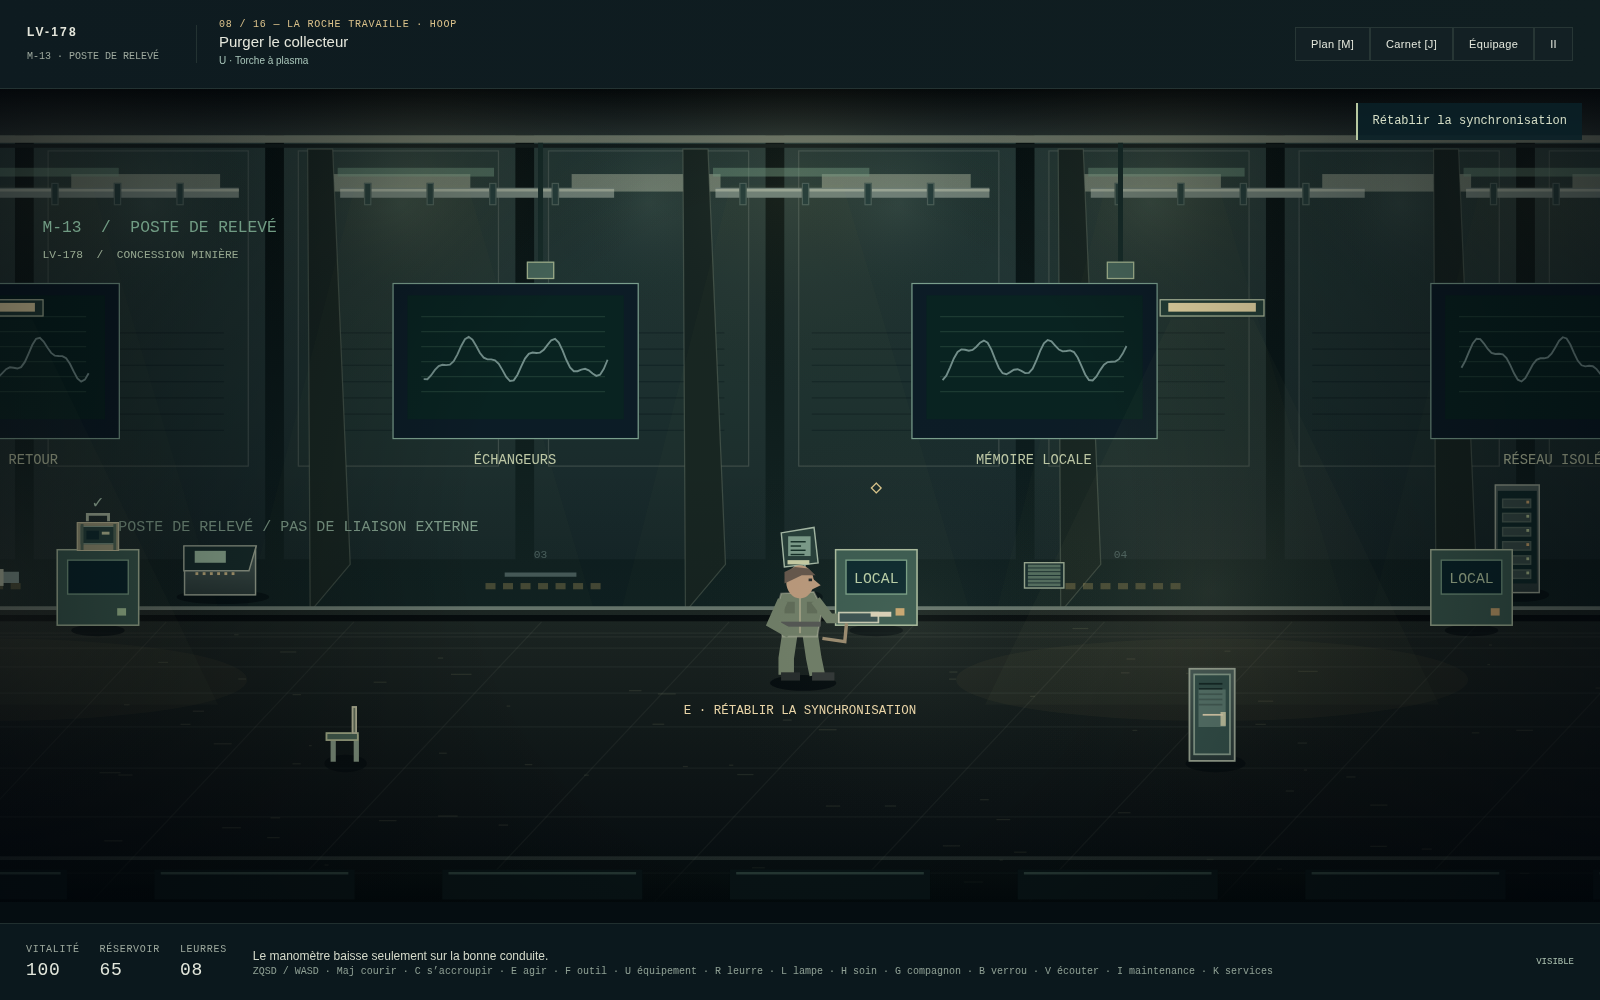 LV-178
M-13 · POSTE DE RELEVÉ
08 / 16 — LA ROCHE TRAVAILLE · HOOP
Purger le collecteur
U · Torche à plasma
Plan [M]
Carnet [J]
Équipage
II
Rétablir la synchronisation
M-13 / POSTE DE RELEVÉ
LV-178 / CONCESSION MINIÈRE
RETOUR
ÉCHANGEURS
MÉMOIRE LOCALE
RÉSEAU ISOLÉ
POSTE DE RELEVÉ / PAS DE LIAISON EXTERNE
03
04
LOCAL
LOCAL
E · RÉTABLIR LA SYNCHRONISATION
VITALITÉ
100
RÉSERVOIR
65
LEURRES
08
Le manomètre baisse seulement sur la bonne conduite.
ZQSD / WASD · Maj courir · C s’accroupir · E agir · F outil · U équipement · R leurre · L lampe · H soin · G compagnon · B verrou · V écouter · I maintenance · K services
VISIBLE